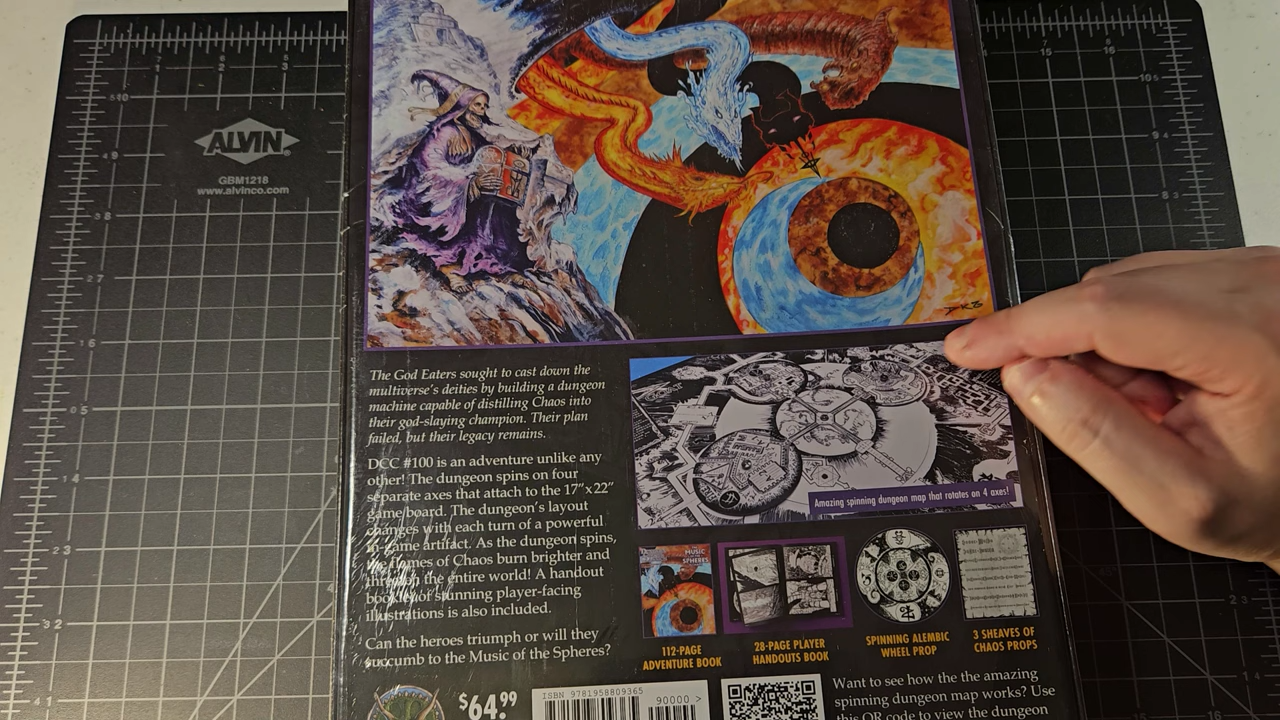 ALVIN
GBM1218
www.alvinco.com
The God Eaters sought to cast down the
multiverse's deities by building a dungeon
machine capable of distilling Chaos into
their god-slaying champion. Their plan
failed, but their legacy remains.
DCC #100 is an adventure unlike any
other! The dungeon spins on four
separate axes that attach to the 17"x22"
game board. The dungeon's layout
changes with each turn of a powerful
in-game artifact. As the dungeon spins,
the flames of Chaos burn brighter and
threaten the entire world! A handout
booklet of stunning player-facing
illustrations is also included.
Can the heroes triumph or will they
succumb to the Music of the Spheres?
Amazing spinning dungeon map that rotates on 4 axes!
MUSIC
SPHERES
112-PAGE
ADVENTURE BOOK
28-PAGE PLAYER
HANDOUTS BOOK
SPINNING ALEMBIC
WHEEL PROP
3 SHEAVES OF
CHAOS PROPS
$64.99
ISBN 9781958809365
90000 >
Want to see how the the amazing
spinning dungeon map works? Use
this QR code to view the dungeon